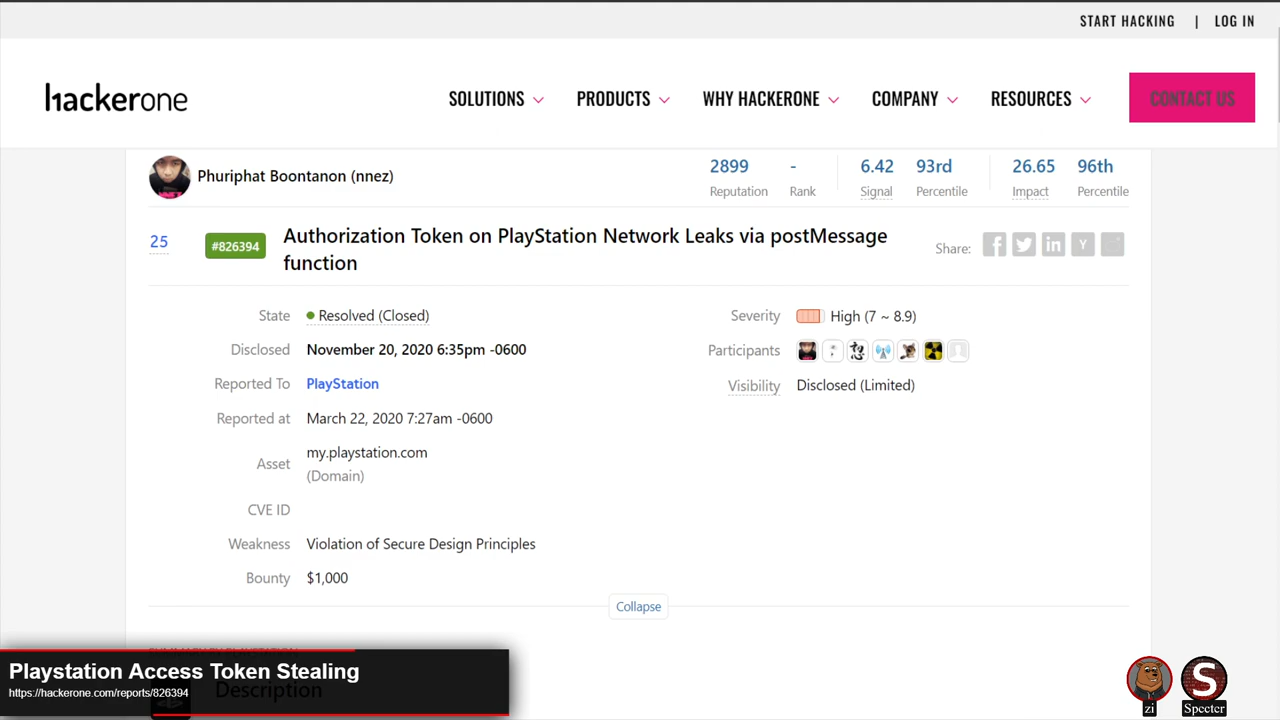 START HACKING | LOG IN
hackerone
SOLUTIONS PRODUCTS WHY HACKERONE COMPANY RESOURCES CONTACT US
Phuriphat Boontanon (nnez)
2899 - 6.42 93rd 26.65 96th
Reputation Rank Signal Percentile Impact Percentile
25 #826394 Authorization Token on PlayStation Network Leaks via postMessage
function
Share:
State Resolved (Closed)
Severity High (7 ~ 8.9)
Disclosed November 20, 2020 6:35pm -0600
Participants
Reported To PlayStation
Visibility Disclosed (Limited)
Reported at March 22, 2020 7:27am -0600
Asset my.playstation.com
(Domain)
CVE ID
Weakness Violation of Secure Design Principles
Bounty $1,000
Collapse
Playstation Access Token Stealing
https://hackerone.com/reports/826394
Description
zi Specter